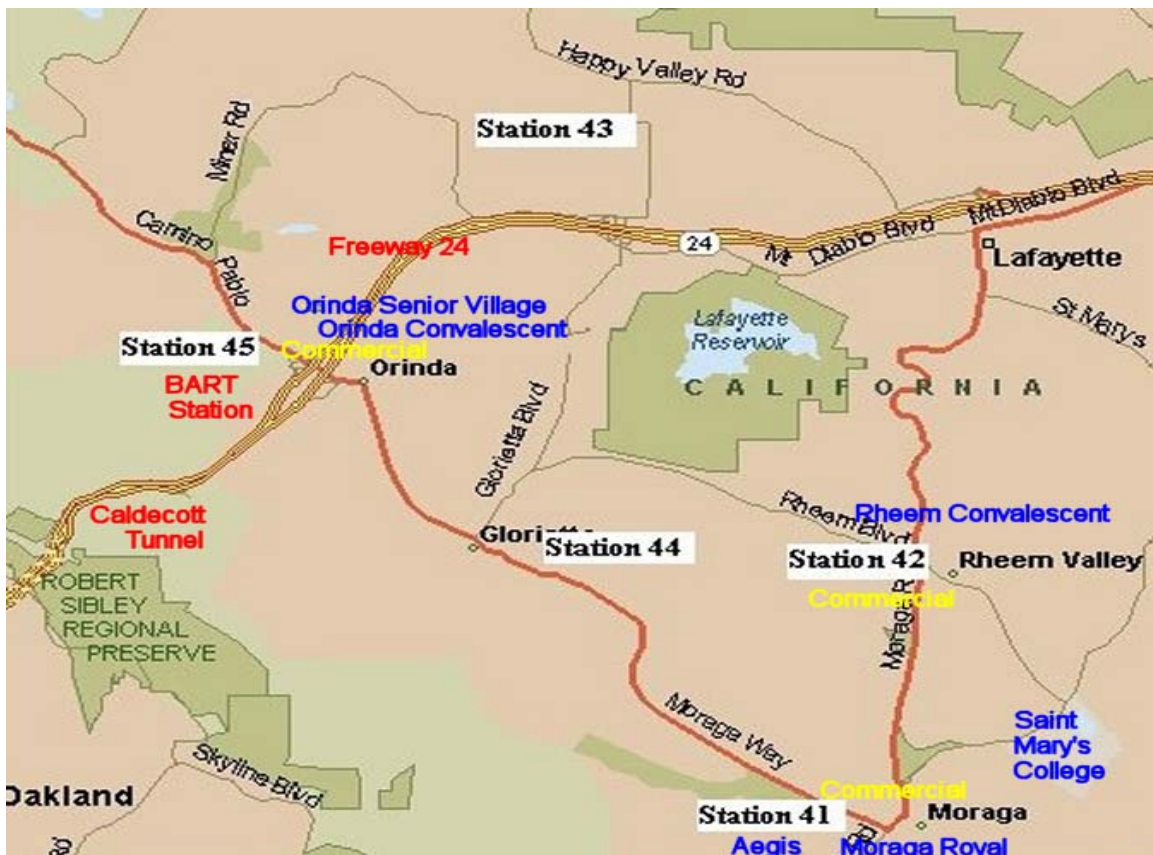 Happy Valley Rd
Miner Rd
Station 43
Camino
Pablo
Freeway 24
24
Mt Diablo Blvd
Mt Diablo Blvd
Lafayette
St Mary's
Orinda Senior Village
Orinda Convalescent
Commercial
Station 45
Orinda
BART
Station
Lafayette
Reservoir
CALIFORNIA
Glorietta Blvd
Caldecott
Tunnel
Rheem Blvd
Rheem Convalescent
Station 44
Station 42
Rheem Valley
Commercial
ROBERT
SIBLEY
REGIONAL
PRESERVE
Moraga Way
Saint
Mary's
College
Skyline Blvd
Oakland
Commercial
Station 41
Moraga
Aegis
Moraga Royal